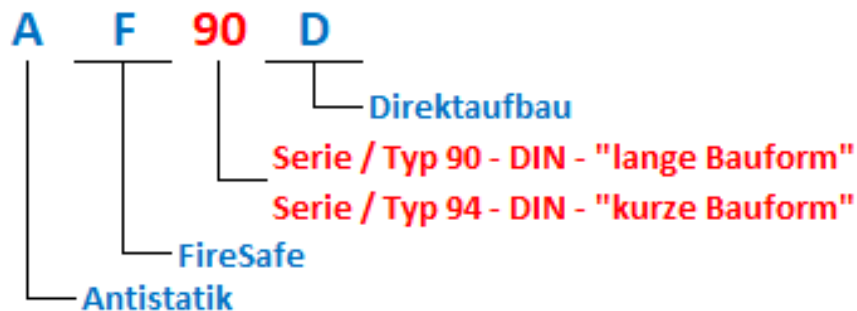 A F 90 D
Direktaufbau
Serie / Typ 90 - DIN - "lange Bauform"
Serie / Typ 94 - DIN - "kurze Bauform"
FireSafe
Antistatik